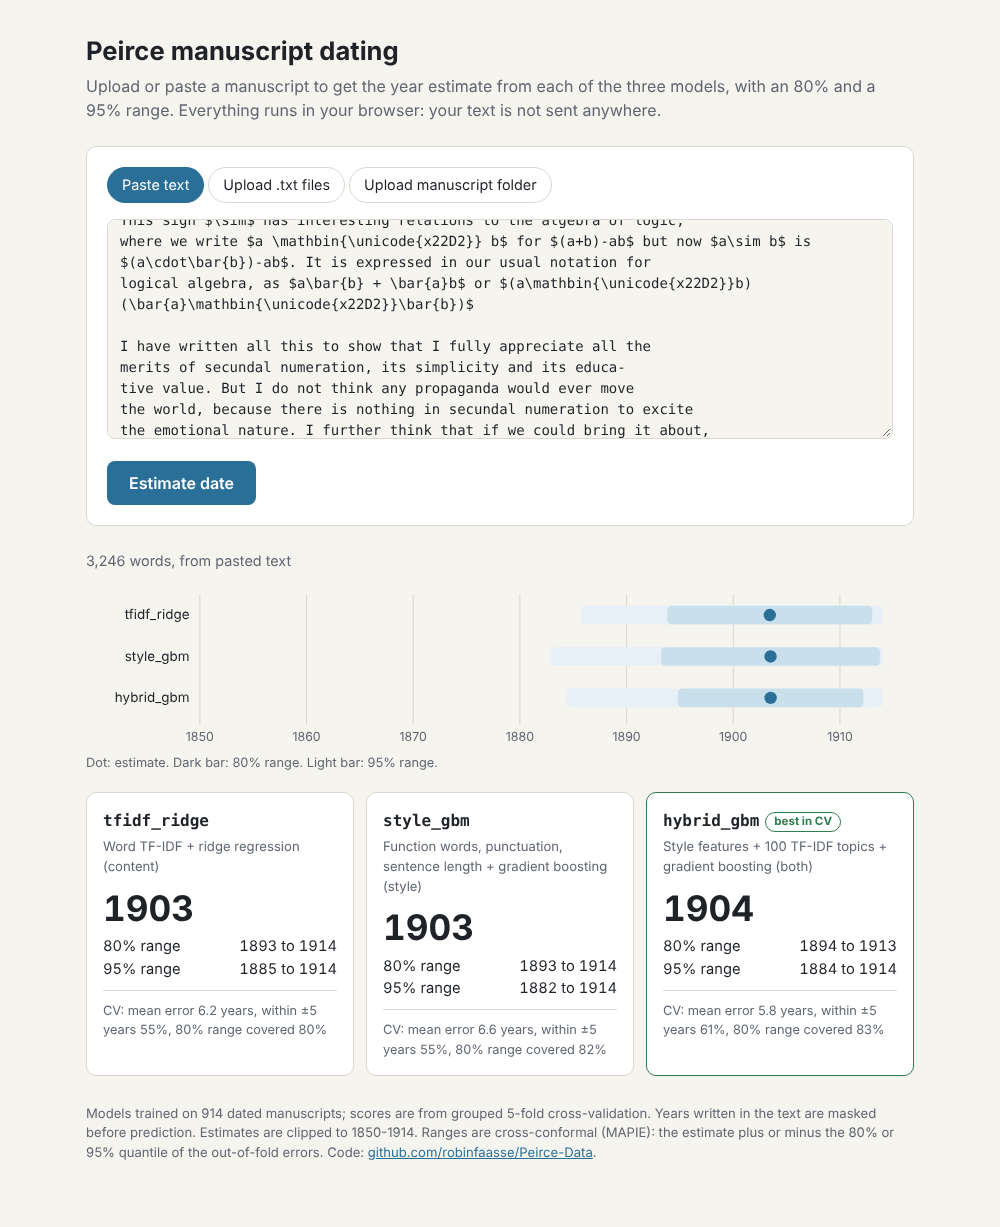 Peirce manuscript dating
Upload or paste a manuscript to get the year estimate from each of the three models, with an 80% and a
95% range. Everything runs in your browser: your text is not sent anywhere.
Paste text
Upload .txt files
Upload manuscript folder
This sign $\sim$ has interesting relations to the algebra of logic,
where we write $a \mathbin{\unicode{x22D2}} b$ for $(a+b)-ab$ but now $a\sim b$ is
$(a\cdot\bar{b})-ab$. It is expressed in our usual notation for
logical algebra, as $a\bar{b} + \bar{a}b$ or $(a\mathbin{\unicode{x22D2}}b)
(\bar{a}\mathbin{\unicode{x22D2}}\bar{b})$
I have written all this to show that I fully appreciate all the
merits of secundal numeration, its simplicity and its educa-
tive value. But I do not think any propaganda would ever move
the world, because there is nothing in secundal numeration to excite
the emotional nature. I further think that if we could bring it about,
Estimate date
3,246 words, from pasted text
tfidf_ridge
style_gbm
hybrid_gbm
1850 1860 1870 1880 1890 1900 1910
Dot: estimate. Dark bar: 80% range. Light bar: 95% range.
tfidf_ridge
Word TF-IDF + ridge regression
(content)
1903
80% range 1893 to 1914
95% range 1885 to 1914
CV: mean error 6.2 years, within ±5
years 55%, 80% range covered 80%
style_gbm
Function words, punctuation,
sentence length + gradient boosting
(style)
1903
80% range 1893 to 1914
95% range 1882 to 1914
CV: mean error 6.6 years, within ±5
years 55%, 80% range covered 82%
hybrid_gbm best in CV
Style features + 100 TF-IDF topics +
gradient boosting (both)
1904
80% range 1894 to 1913
95% range 1884 to 1914
CV: mean error 5.8 years, within ±5
years 61%, 80% range covered 83%
Models trained on 914 dated manuscripts; scores are from grouped 5-fold cross-validation. Years written in the text are masked
before prediction. Estimates are clipped to 1850-1914. Ranges are cross-conformal (MAPIE): the estimate plus or minus the 80% or
95% quantile of the out-of-fold errors. Code: github.com/robinfaasse/Peirce-Data.